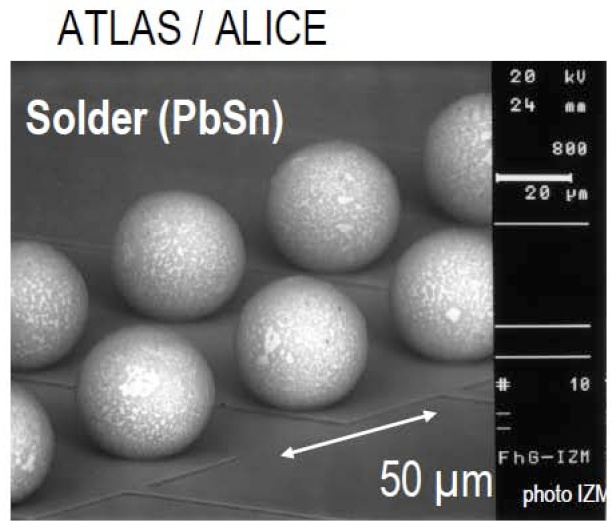 ATLAS / ALICE
Solder (PbSn)
20 kV
24 mm
800
20 µm
# 10
FhG-IZM
50 µm
photo IZM